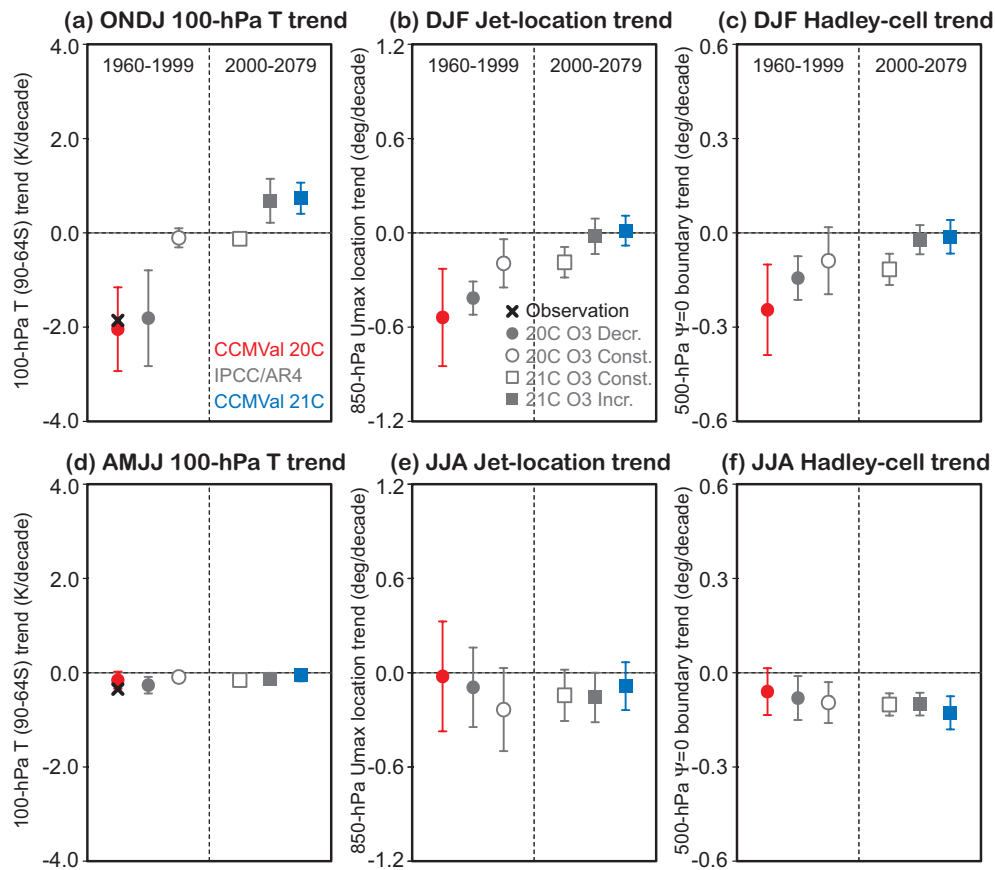 (a) ONDJ 100-hPa T trend
(b) DJF Jet-location trend
(c) DJF Hadley-cell trend
100-hPa T (90-64S) trend (K/decade)
4.0
2.0
0.0
-2.0
-4.0
1960-1999
2000-2079
CCMVal 20C
IPCC/AR4
CCMVal 21C
850-hPa Umax location trend (deg/decade)
1.2
0.6
0.0
-0.6
-1.2
1960-1999
2000-2079
Observation
20C O3 Decr.
20C O3 Const.
21C O3 Const.
21C O3 Incr.
500-hPa Ψ=0 boundary trend (deg/decade)
0.6
0.3
0.0
-0.3
-0.6
1960-1999
2000-2079
(d) AMJJ 100-hPa T trend
(e) JJA Jet-location trend
(f) JJA Hadley-cell trend
100-hPa T (90-64S) trend (K/decade)
4.0
2.0
0.0
-2.0
-4.0
850-hPa Umax location trend (deg/decade)
1.2
0.6
0.0
-0.6
-1.2
500-hPa Ψ=0 boundary trend (deg/decade)
0.6
0.3
0.0
-0.3
-0.6